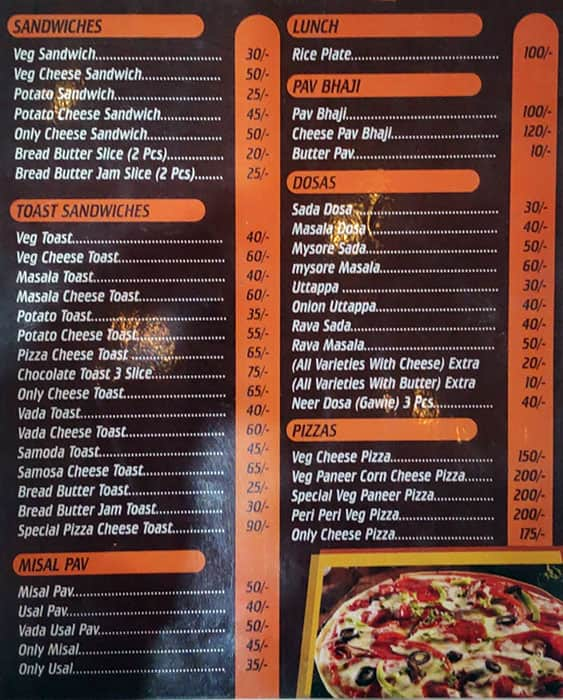 SANDWICHES
Veg Sandwich 30/-
Veg Cheese Sandwich 50/-
Potato Sandwich 25/-
Potato Cheese Sandwich 45/-
Only Cheese Sandwich 50/-
Bread Butter Slice (2 Pcs) 20/-
Bread Butter Jam Slice (2 Pcs) 25/-
TOAST SANDWICHES
Veg Toast 40/-
Veg Cheese Toast 60/-
Masala Toast 40/-
Masala Cheese Toast 60/-
Potato Toast 35/-
Potato Cheese Toast 55/-
Pizza Cheese Toast 65/-
Chocolate Toast 3 Slice 75/-
Only Cheese Toast 65/-
Vada Toast 40/-
Vada Cheese Toast 60/-
Samoda Toast 45/-
Samosa Cheese Toast 65/-
Bread Butter Toast 25/-
Bread Butter Jam Toast 30/-
Special Pizza Cheese Toast 90/-
MISAL PAV
Misal Pav 50/-
Usal Pav 40/-
Vada Usal Pav 50/-
Only Misal 45/-
Only Usal 35/-
LUNCH
Rice Plate 100/-
PAV BHAJI
Pav Bhaji 100/-
Cheese Pav Bhaji 120/-
Butter Pav 10/-
DOSAS
Sada Dosa 30/-
Masala Dosa 40/-
Mysore Sada 50/-
mysore Masala 60/-
Uttappa 30/-
Onion Uttappa 40/-
Rava Sada 40/-
Rava Masala 50/-
(All Varieties With Cheese) Extra 20/-
(All Varieties With Butter) Extra 10/-
Neer Dosa (Gavie) 3 Pcs 40/-
PIZZAS
Veg Cheese Pizza 150/-
Veg Paneer Corn Cheese Pizza 200/-
Special Veg Paneer Pizza 200/-
Peri Peri Veg Pizza 200/-
Only Cheese Pizza 175/-